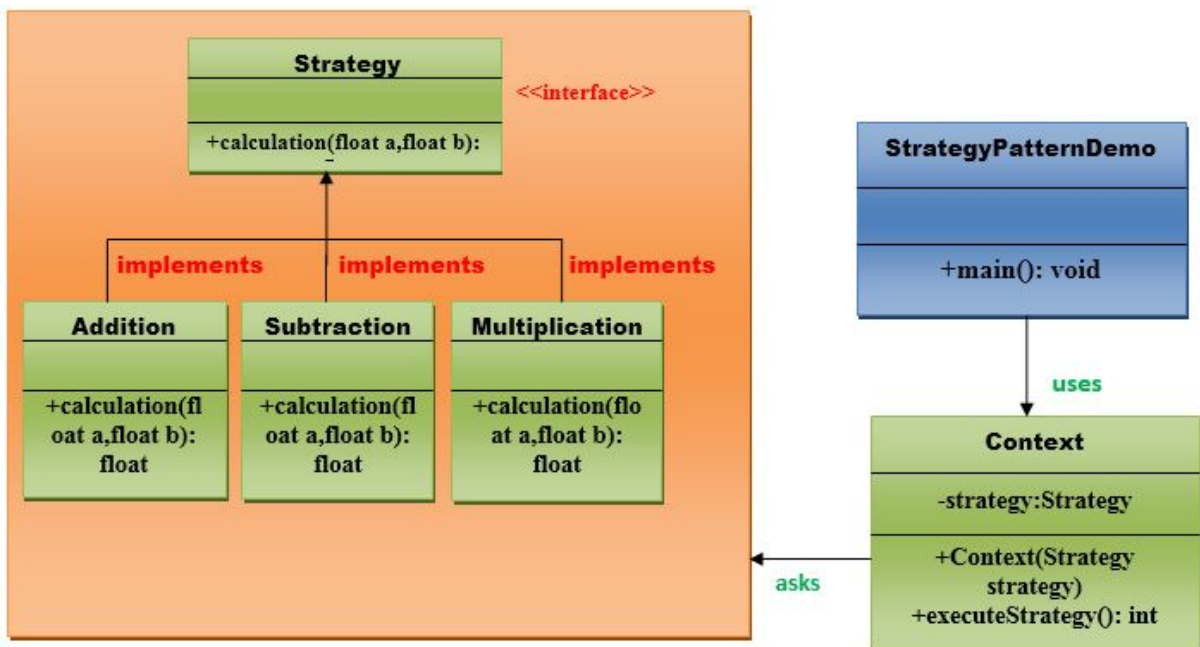 Strategy
<<interface>>
+calculation(float a,float b):
StrategyPatternDemo
+main(): void
implements
implements
implements
Addition
+calculation(fl
oat a,float b):
float
Subtraction
+calculation(fl
oat a,float b):
float
Multiplication
+calculation(flo
at a,float b):
float
uses
Context
-strategy:Strategy
+Context(Strategy
strategy)
+executeStrategy(): int
asks